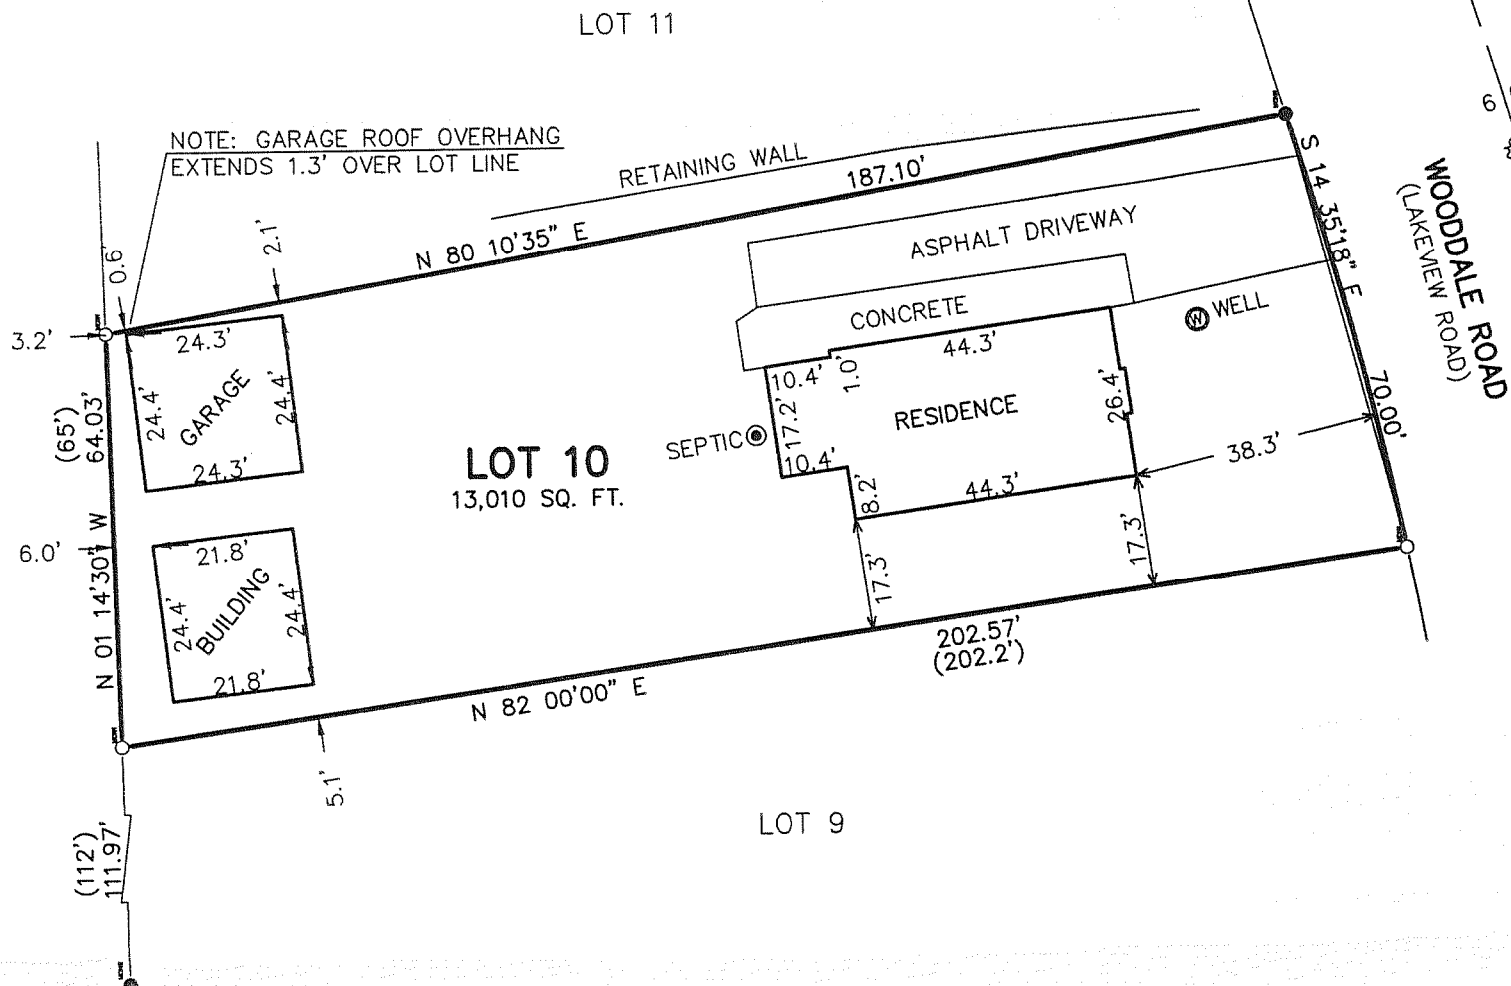 LOT 11
NOTE: GARAGE ROOF OVERHANG
EXTENDS 1.3' OVER LOT LINE
RETAINING WALL
187.10'
N 80 10'35" E
2.1'
0.6'
3.2'
S 14 35'18" E
70.00'
WOODDALE ROAD
(LAKEVIEW ROAD)
6
ASPHALT DRIVEWAY
CONCRETE
W WELL
24.3'
24.4'
GARAGE
24.4'
24.3'
(65')
64.03'
N 01 14'30" W
10.4'
1.0'
44.3'
17.2'
RESIDENCE
26.4'
SEPTIC
10.4'
8.2'
44.3'
38.3'
17.3'
17.3'
LOT 10
13,010 SQ. FT.
6.0'
21.8'
24.4'
BUILDING
24.4'
21.8'
202.57'
(202.2')
N 82 00'00" E
5.1'
LOT 9
(112')
111.97'